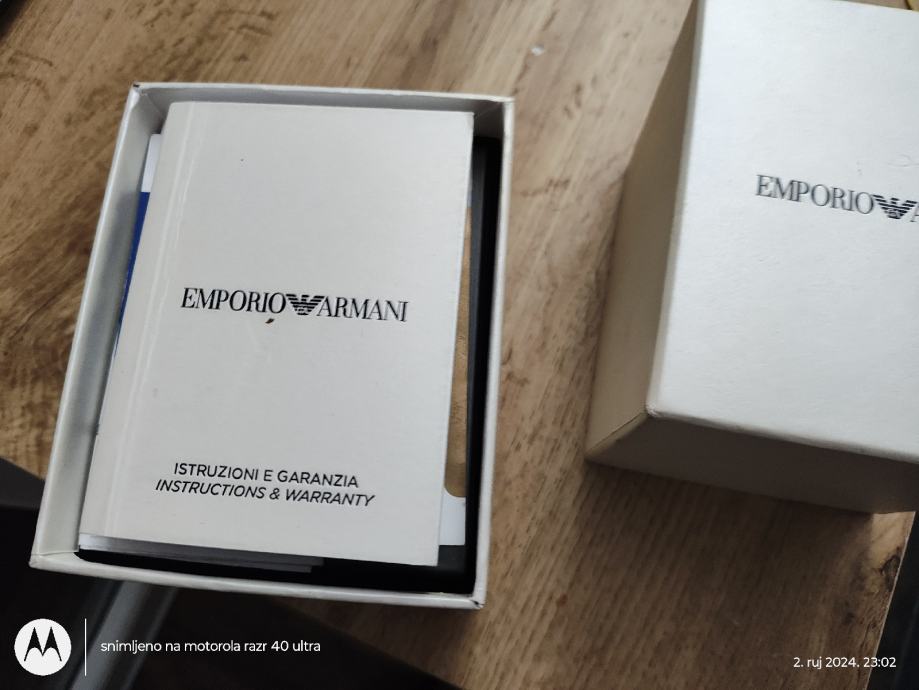 EMPORIO ARMANI
ISTRUZIONI E GARANZIA
INSTRUCTIONS & WARRANTY
EMPORIO
snimljeno na motorola razr 40 ultra
2. ruj 2024. 23:02